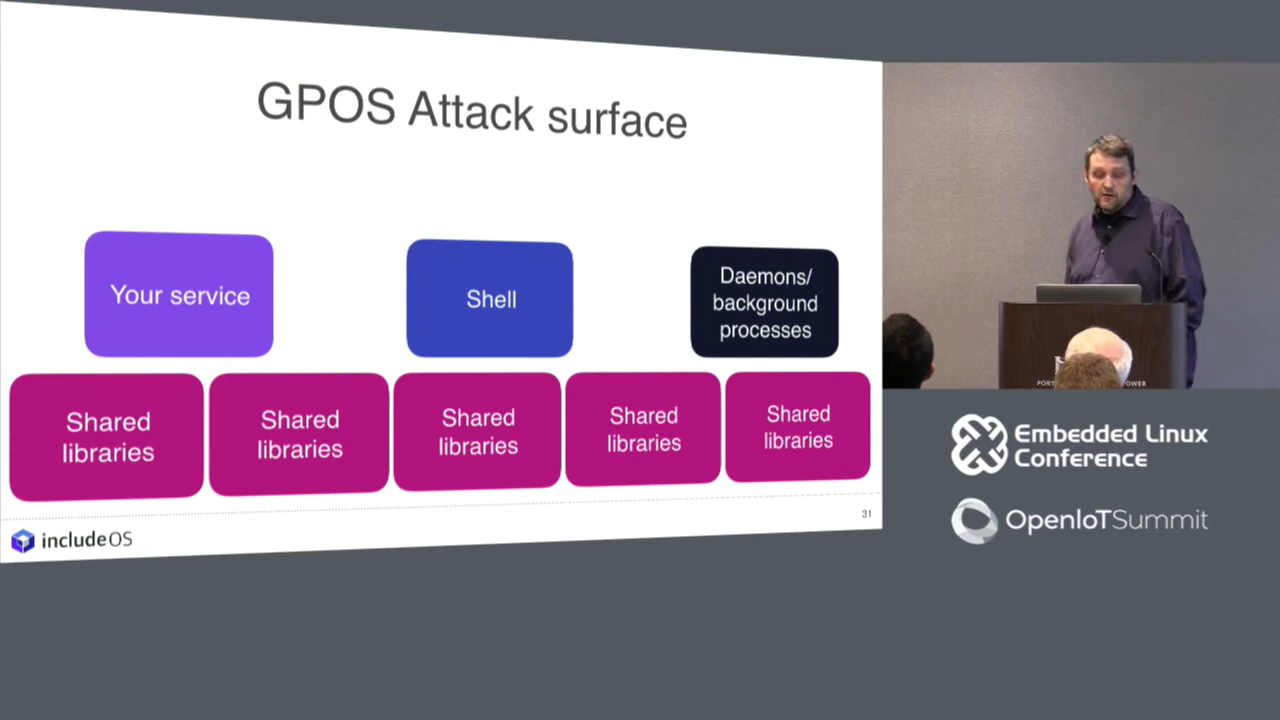 GPOS Attack surface
Your service
Shell
Daemons/
background
processes
Shared
libraries
Shared
libraries
Shared
libraries
Shared
libraries
Shared
libraries
31
includeOS
Embedded Linux
Conference
OpenIoTSummit